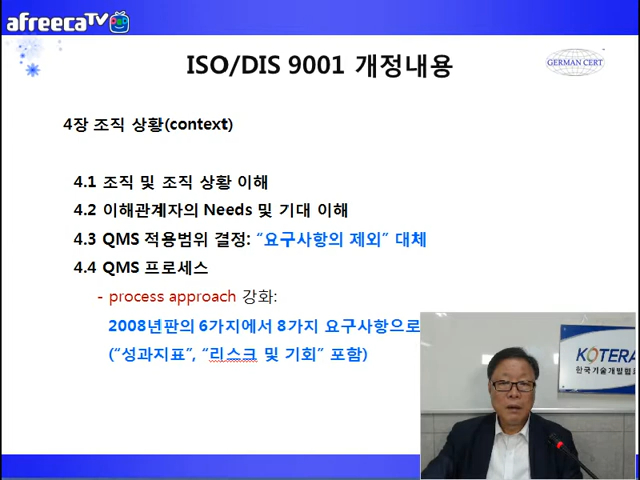 afreecaTV
ISO/DIS 9001 개정내용
GERMAN CERT
4장 조직 상황(context)
4.1 조직 및 조직 상황 이해
4.2 이해관계자의 Needs 및 기대 이해
4.3 QMS 적용범위 결정: “요구사항의 제외” 대체
4.4 QMS 프로세스
- process approach 강화:
2008년판의 6가지에서 8가지 요구사항으로
(“성과지표”, “리스크 및 기회” 포함)
KOTERA
한국기술개발협회